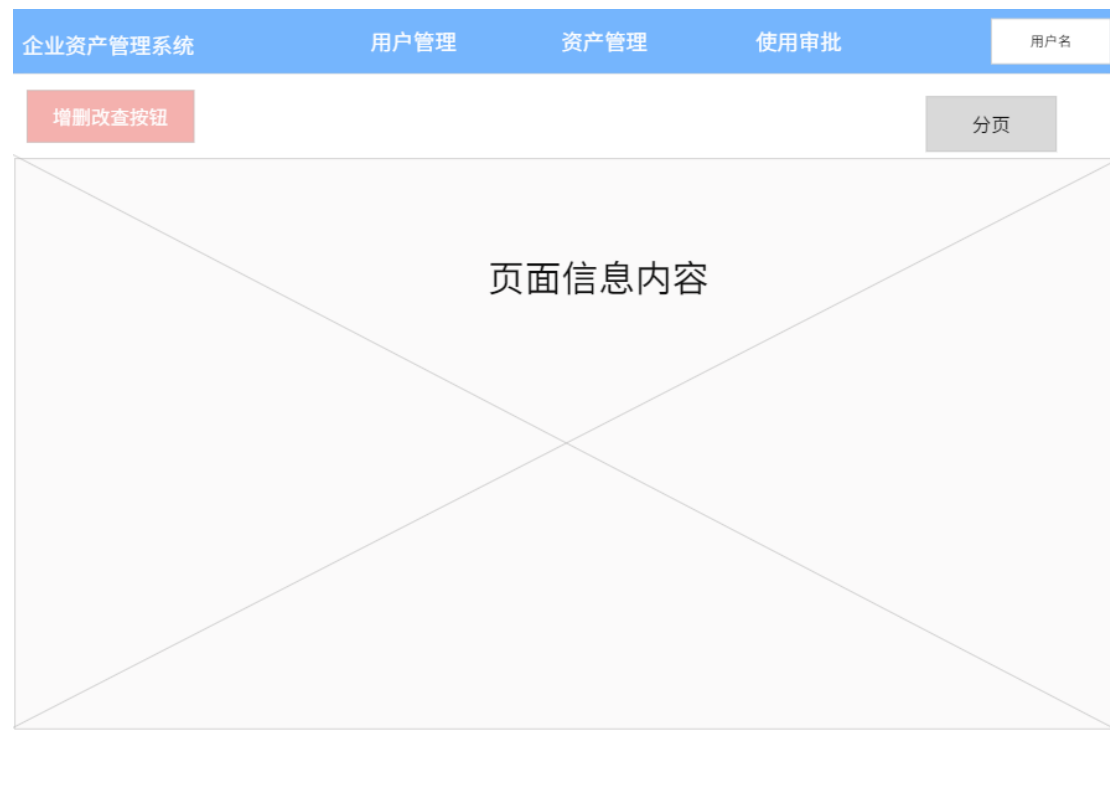 企业资产管理系统
用户管理
资产管理
使用审批
用户名
增删改查按钮
分页
页面信息内容